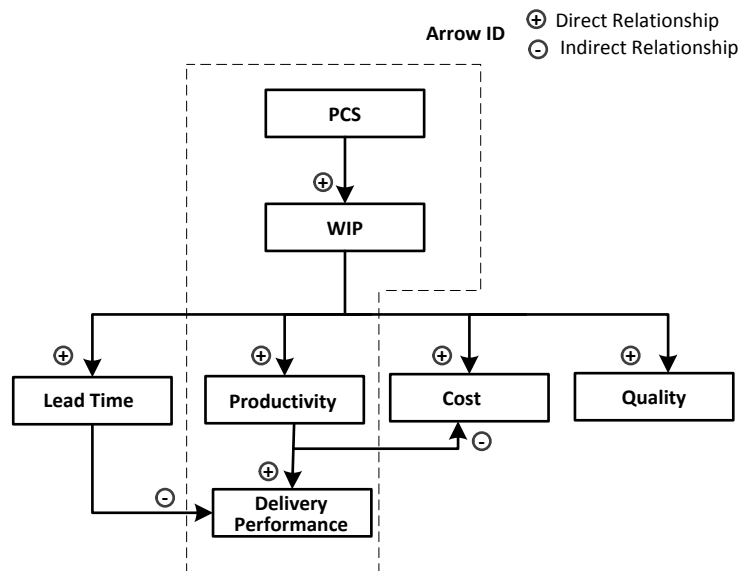 Arrow ID
+ Direct Relationship
- Indirect Relationship
PCS
+
WIP
+
+
+
+
Lead Time
Productivity
Cost
Quality
-
+
-
Delivery
Performance